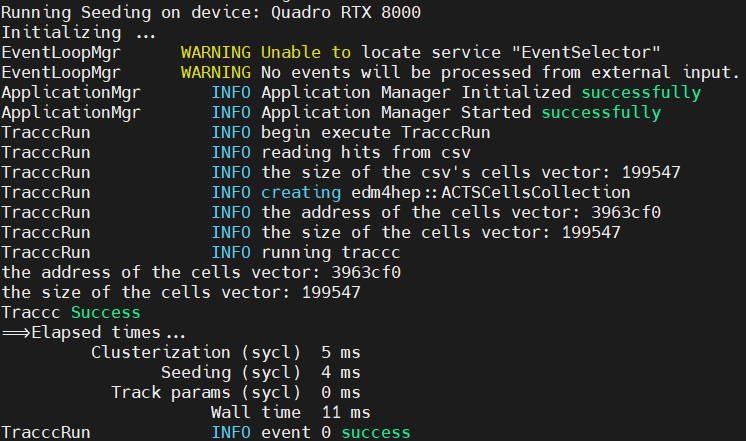 Running Seeding on device: Quadro RTX 8000
Initializing ...
EventLoopMgr WARNING Unable to locate service "EventSelector"
EventLoopMgr WARNING No events will be processed from external input.
ApplicationMgr INFO Application Manager Initialized successfully
ApplicationMgr INFO Application Manager Started successfully
TracccRun INFO begin execute TracccRun
TracccRun INFO reading hits from csv
TracccRun INFO the size of the csv's cells vector: 199547
TracccRun INFO creating edm4hep::ACTSCellsCollection
TracccRun INFO the address of the cells vector: 3963cf0
TracccRun INFO the size of the cells vector: 199547
TracccRun INFO running traccc
the address of the cells vector: 3963cf0
the size of the cells vector: 199547
Traccc Success
==>Elapsed times...
Clusterization (sycl) 5 ms
Seeding (sycl) 4 ms
Track params (sycl) 0 ms
Wall time 11 ms
TracccRun INFO event 0 success